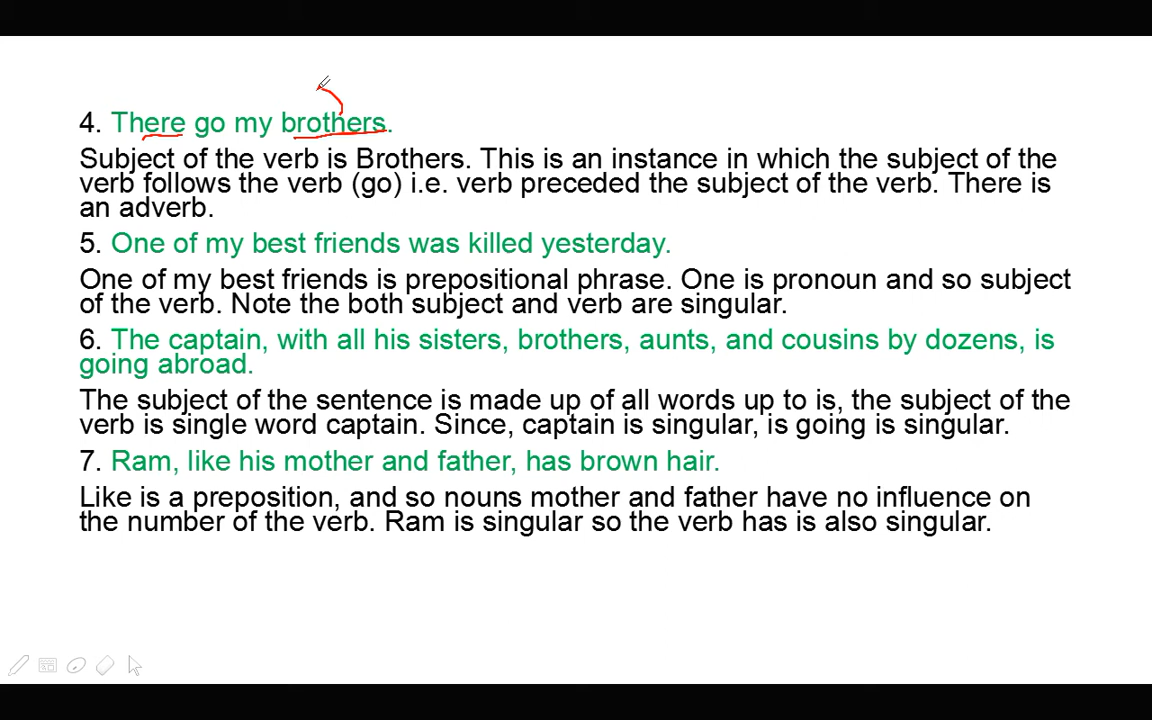 4. There go my brothers.
Subject of the verb is Brothers. This is an instance in which the subject of the
verb follows the verb (go) i.e. verb preceded the subject of the verb. There is
an adverb.
5. One of my best friends was killed yesterday.
One of my best friends is prepositional phrase. One is pronoun and so subject
of the verb. Note the both subject and verb are singular.
6. The captain, with all his sisters, brothers, aunts, and cousins by dozens, is
going abroad.
The subject of the sentence is made up of all words up to is, the subject of the
verb is single word captain. Since, captain is singular, is going is singular.
7. Ram, like his mother and father, has brown hair.
Like is a preposition, and so nouns mother and father have no influence on
the number of the verb. Ram is singular so the verb has is also singular.